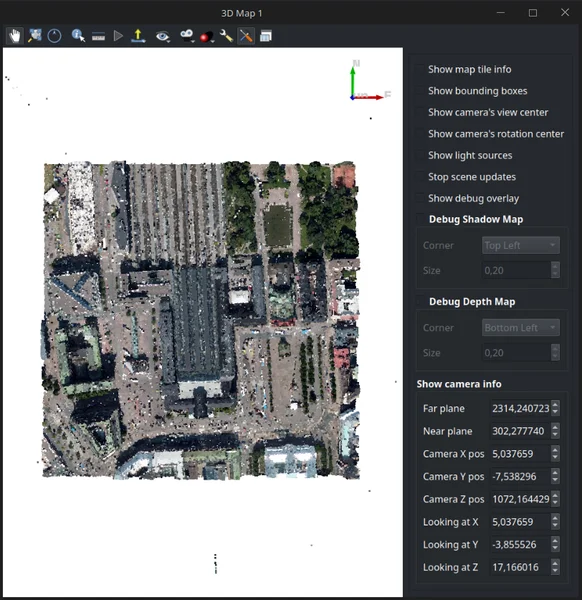 3D Map 1
N
E
Show map tile info
Show bounding boxes
Show camera's view center
Show camera's rotation center
Show light sources
Stop scene updates
Show debug overlay
Debug Shadow Map
Corner Top Left
Size 0,20
Debug Depth Map
Corner Bottom Left
Size 0,20
Show camera info
Far plane 2314,240723
Near plane 302,277740
Camera X pos 5,037659
Camera Y pos -7,538296
Camera Z pos 1072,164429
Looking at X 5,037659
Looking at Y -3,855526
Looking at Z 17,166016